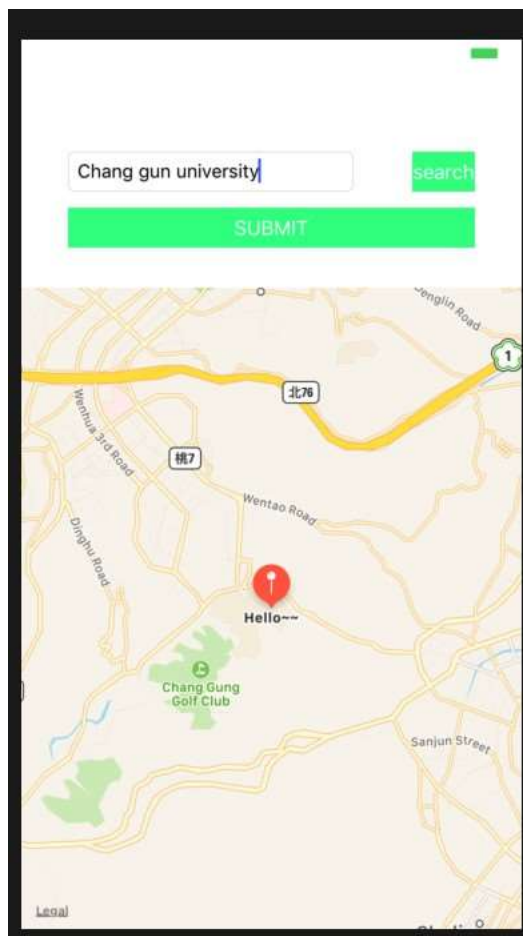 Chang gun university
search
SUBMIT
Denglin Road
1
北76
Wenhua 3rd Road
桃7
Wentao Road
Dinghu Road
Hello~~
Chang Gung
Golf Club
Sanjun Street
Legal